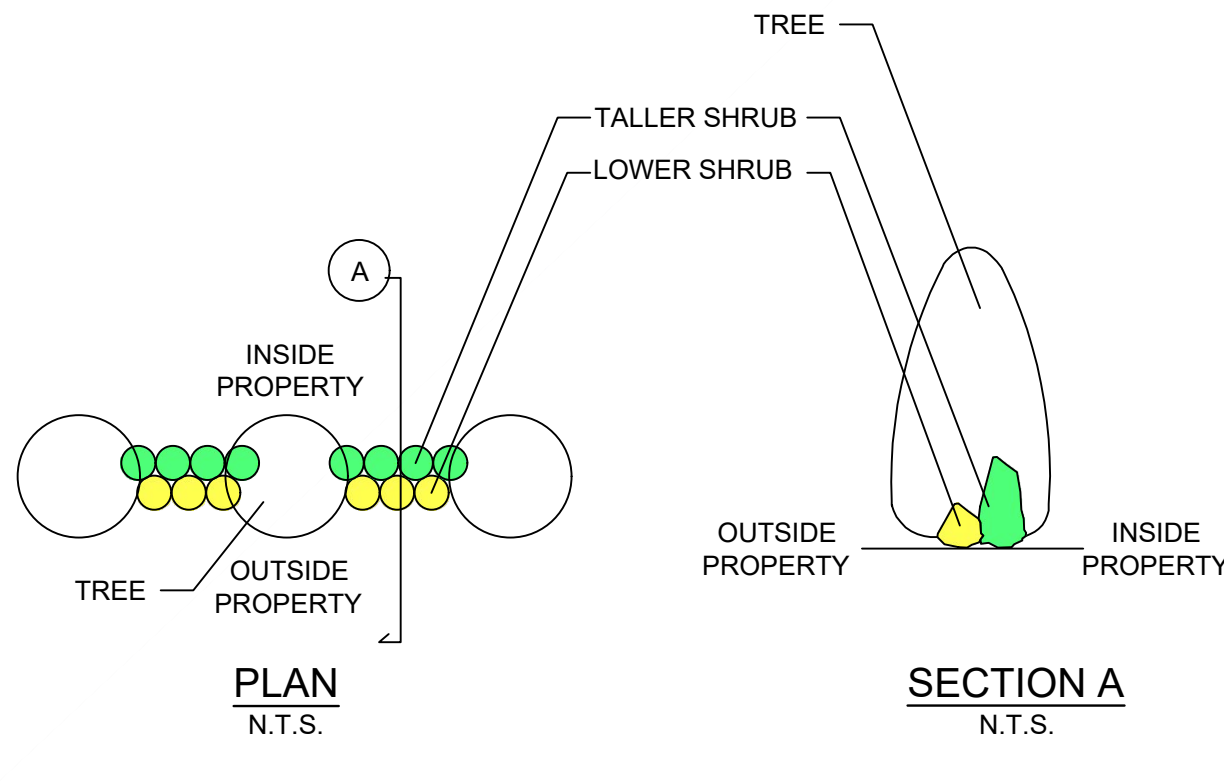 TREE
TALLER SHRUB
LOWER SHRUB
A
INSIDE
PROPERTY
OUTSIDE
PROPERTY
TREE
PLAN
N.T.S.
OUTSIDE
PROPERTY
INSIDE
PROPERTY
SECTION A
N.T.S.